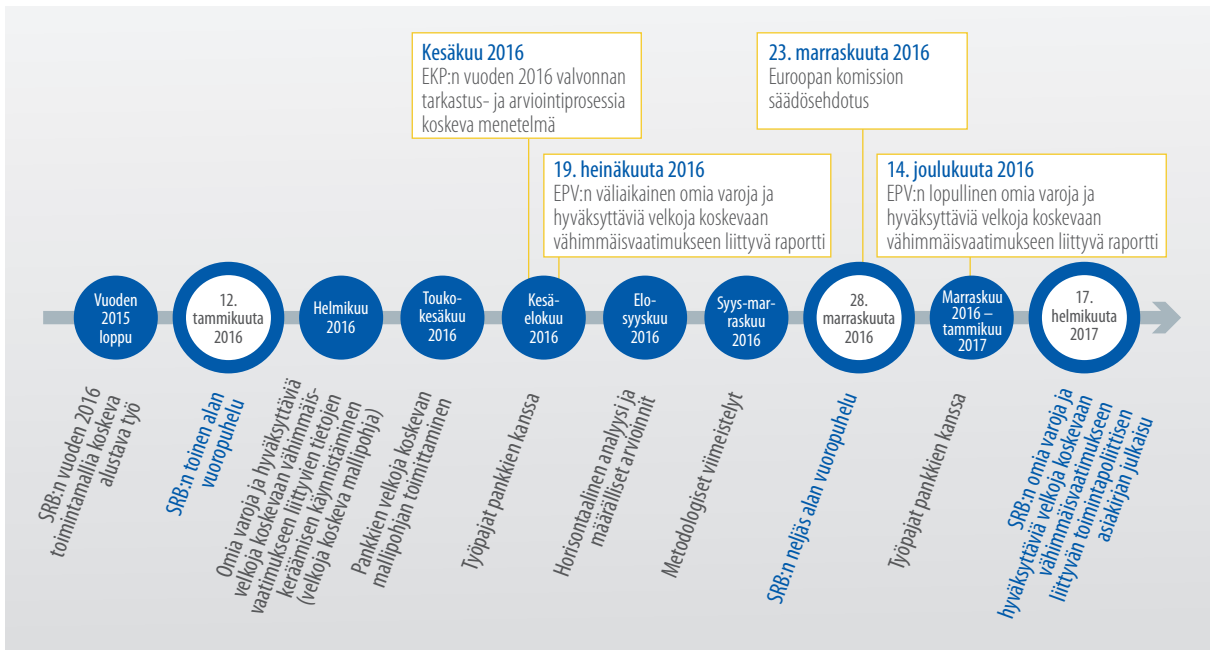 Kesäkuu 2016
EKP:n vuoden 2016 valvonnan
tarkastus- ja arviointiprosessia
koskeva menetelmä
23. marraskuuta 2016
Euroopan komission
säädösehdotus
19. heinäkuuta 2016
EPV:n väliaikainen omia varoja ja
hyväksyttäviä velkoja koskevaan
vähimmäisvaatimukseen liittyvä raportti
14. joulukuuta 2016
EPV:n lopullinen omia varoja ja
hyväksyttäviä velkoja koskevaan
vähimmäisvaatimukseen liittyvä raportti
Vuoden
2015
loppu
12.
tammikuuta
2016
Helmikuu
2016
Touko-
kesäkuu
2016
Kesä-
elokuu
2016
Elo-
syyskuu
2016
Syys-mar-
raskuu
2016
28.
marraskuuta
2016
Marraskuu
2016 –
tammikuu
2017
17.
helmikuuta
2017
SRB:n vuoden 2016
toimintamallia koskeva
alustava työ
SRB:n toinen alan
vuoropuhelu
Omia varoja ja hyväksyttäviä
velkoja koskevaan vähimmäis-
vaatimukseen liittyvien tietojen
keräämisen käynnistäminen
(velkoja koskeva mallipohja)
Pankkien velkoja koskevan
mallipohjan toimittaminen
Työpajat pankkien kanssa
Horisontaalinen analyysi ja
määrälliset arvioinnit
Metodologiset viimeistelyt
SRB:n neljäs alan vuoropuhelu
Työpajat pankkien kanssa
SRB:n omia varoja ja
hyväksyttäviä velkoja koskevaan
vähimmäisvaatimukseen
liittyvän toimintapoliittisen
asiakirjan julkaisu